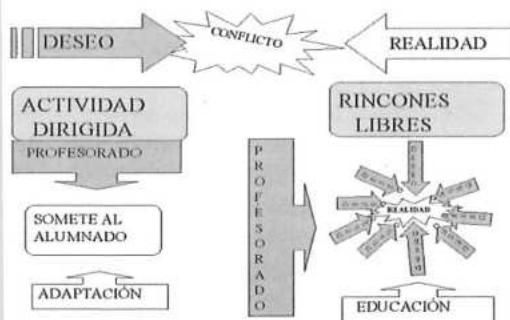 DESEO
CONFLICTO
REALIDAD
ACTIVIDAD
DIRIGIDA
PROFESORADO
SOMETE AL
ALUMNADO
ADAPTACIÓN
RINCONES
LIBRES
PROFESORADO
REALIDAD
EDUCACIÓN